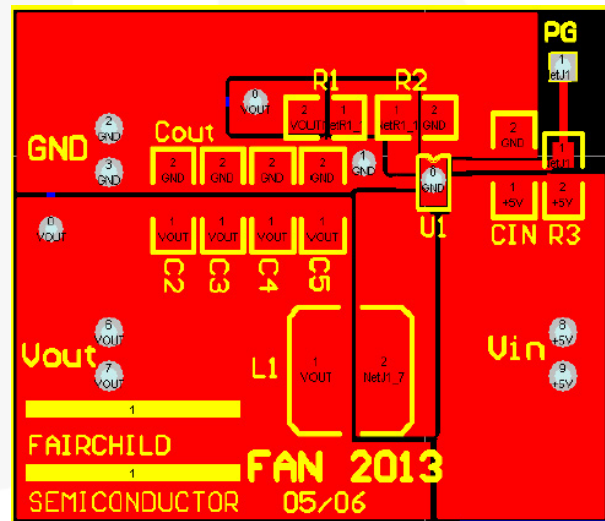 PG
1
NetJ1
R1 R2
0
VOUT
2 1 2 1 2
VOUT NetR1_1 NetR1_1 GND
2
GND
GND
Cout
2
GND
1
NetJ1
3
GND
2 2 2 2
GND GND GND GND
1
GND
0
GND
1 2
+5V +5V
U1
CIN R3
0
VOUT
1 1 1 1
VOUT VOUT VOUT VOUT
C2 C3 C4 C5
Vout
6
VOUT
7
VOUT
L1
1 2
VOUT NetJ1_7
Vin
8
+5V
9
+5V
1
FAIRCHILD
1
FAN 2013
SEMICONDUCTOR 05/06